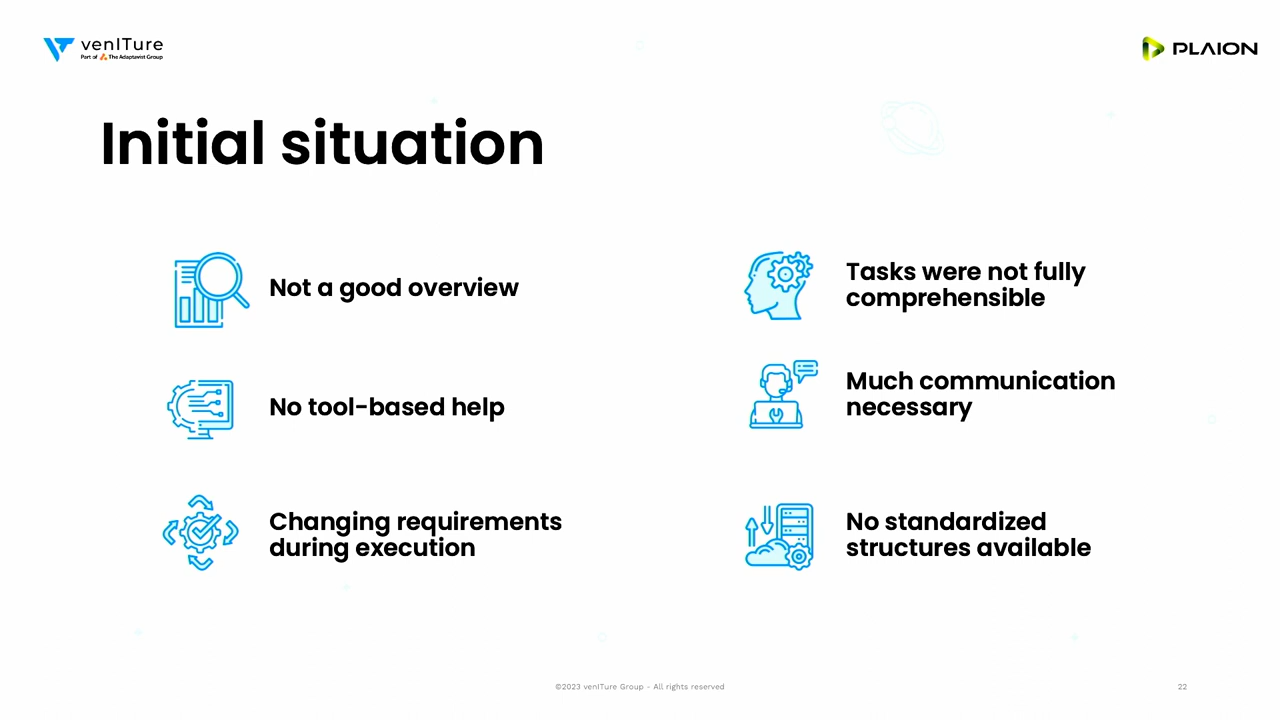 venITure
Part of The Adaptavist Group
PLAION
Initial situation
Not a good overview
No tool-based help
Changing requirements
during execution
Tasks were not fully
comprehensible
Much communication
necessary
No standardized
structures available
©2023 venITure Group - All rights reserved
22